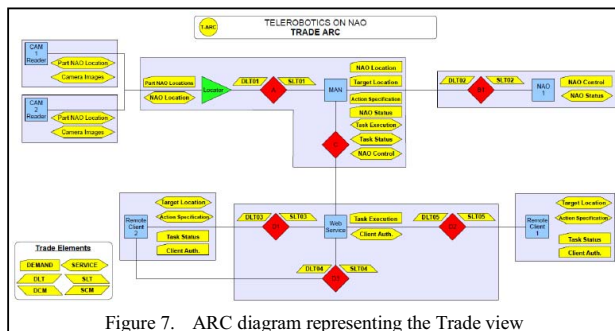 T-ARC
TELEROBOTICS ON NAO
TRADE ARC
CAM
1
Reader
Part NAO Location
Camera Images
CAM
2
Reader
Part NAO Location
Camera Images
Part NAO Locations
NAO Location
Locator
DLT01
SLT01
A
MAN
NAO Location
Target Location
Action Specification
NAO Status
Task Execution
Task Status
NAO Control
DLT02
SLT02
B1
NAO
1
NAO Control
NAO Status
C
Remote
Client
2
Target Location
Action Specification
Task Status
Client Auth.
DLT03
SLT03
D1
Web
Service
Task Execution
Client Auth.
DLT05
SLT05
D2
Remote
Client
1
Target Location
Action Specification
Task Status
Client Auth.
DLT04
SLT04
D3
Trade Elements
DEMAND
SERVICE
DLT
SLT
DCM
SCM
Figure 7. ARC diagram representing the Trade view